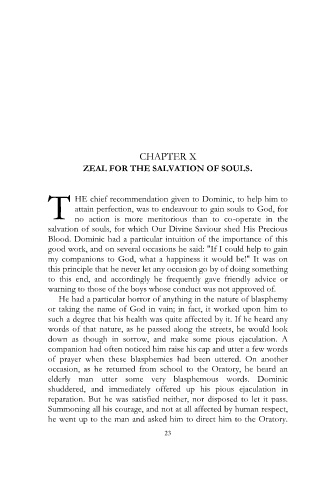 CHAPTER X
ZEAL FOR THE SALVATION OF SOULS.
THE chief recommendation given to Dominic, to help him to
attain perfection, was to endeavour to gain souls to God, for
no action is more meritorious than to co-operate in the
salvation of souls, for which Our Divine Saviour shed His Precious
Blood. Dominic had a particular intuition of the importance of this
good work, and on several occasions he said: "If I could help to gain
my companions to God, what a happiness it would be!" It was on
this principle that he never let any occasion go by of doing something
to this end, and accordingly he frequently gave friendly advice or
warning to those of the boys whose conduct was not approved of.
He had a particular horror of anything in the nature of blasphemy
or taking the name of God in vain; in fact, it worked upon him to
such a degree that his health was quite affected by it. If he heard any
words of that nature, as he passed along the streets, he would look
down as though in sorrow, and make some pious ejaculation. A
companion had often noticed him raise his cap and utter a few words
of prayer when these blasphemies had been uttered. On another
occasion, as he returned from school to the Oratory, he heard an
elderly man utter some very blasphemous words. Dominic
shuddered, and immediately offered up his pious ejaculation in
reparation. But he was satisfied neither, nor disposed to let it pass.
Summoning all his courage, and not at all affected by human respect,
he went up to the man and asked him to direct him to the Oratory.
23